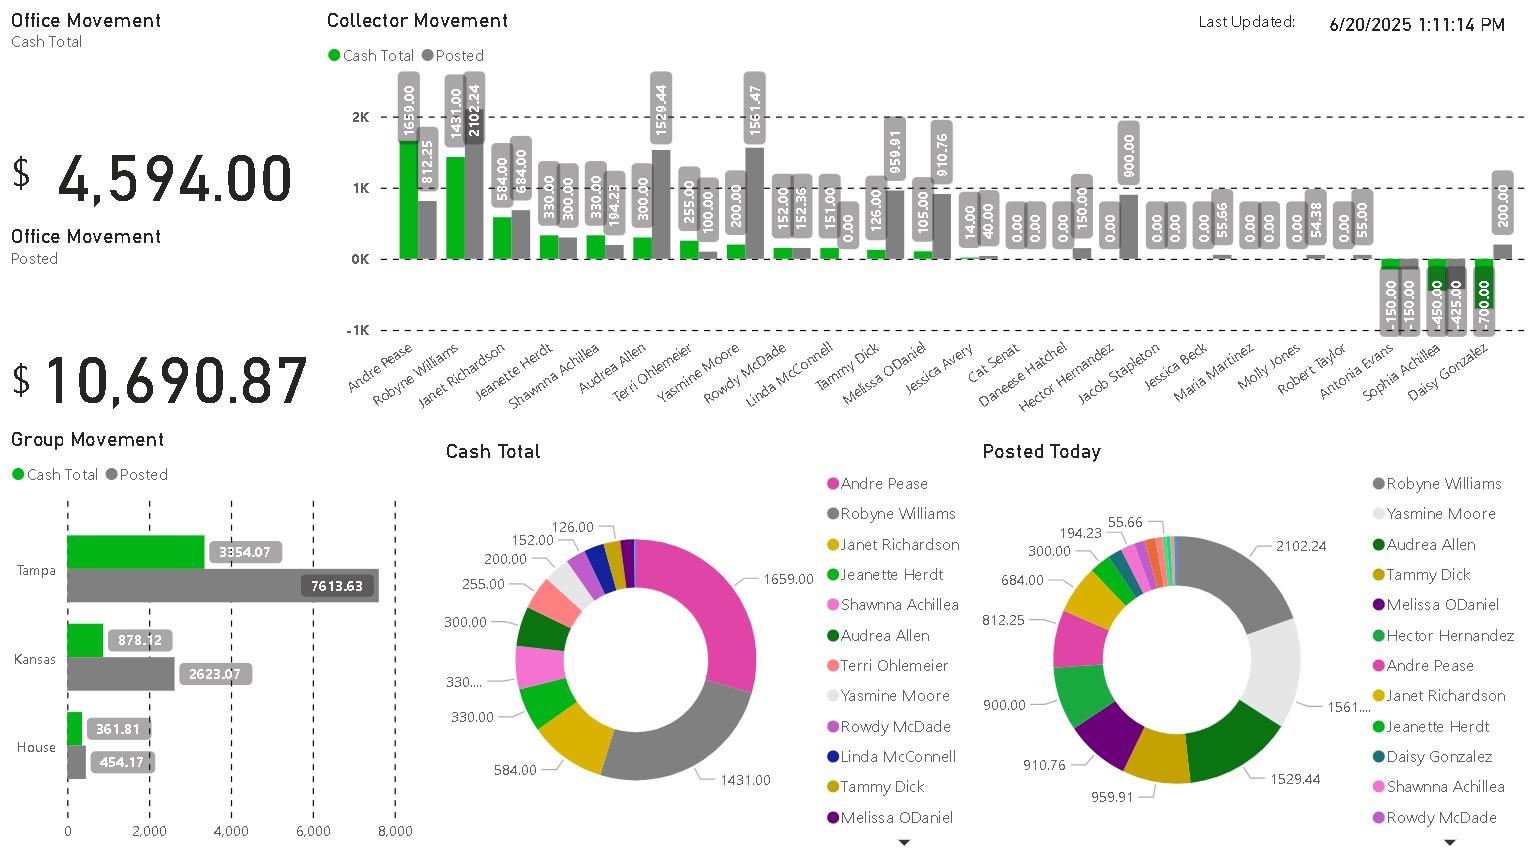 Office Movement
Cash Total
$ 4,594.00
Office Movement
Posted
$ 10,690.87
Collector Movement
Last Updated: 6/20/2025 1:11:14 PM
Cash Total Posted
2K
1K
0K
-1K
1659.00 812.25 1431.00 2102.24 584.00 684.00 330.00 300.00 330.00 194.23 300.00 1529.44 255.00 100.00 200.00 1561.47 152.00 152.36 151.00 0.00 126.00 959.91 105.00 910.76 14.00 40.00 0.00 0.00 0.00 150.00 0.00 900.00 0.00 0.00 0.00 55.66 0.00 0.00 0.00 54.38 0.00 55.00 -150.00 -150.00 -450.00 -425.00 -700.00 200.00
Andre Pease
Robyne Williams
Janet Richardson
Jeanette Herdt
Shawnna Achillea
Audrea Allen
Terri Ohlemeier
Yasmine Moore
Rowdy McDade
Linda McConnell
Tammy Dick
Melissa ODaniel
Jessica Avery
Cat Senat
Daneese Hatchel
Hector Hernandez
Jacob Stapleton
Jessica Beck
Maria Martinez
Molly Jones
Robert Taylor
Antonia Evans
Sophia Achillea
Daisy Gonzalez
Group Movement
Cash Total Posted
Tampa
3354.07
7613.63
Kansas
878.12
2623.07
House
361.81
454.17
0 2,000 4,000 6,000 8,000
Cash Total
1659.00
1431.00
584.00
330.00
330....
300.00
255.00
200.00
152.00
126.00
Andre Pease
Robyne Williams
Janet Richardson
Jeanette Herdt
Shawnna Achillea
Audrea Allen
Terri Ohlemeier
Yasmine Moore
Rowdy McDade
Linda McConnell
Tammy Dick
Melissa ODaniel
Posted Today
2102.24
1561....
1529.44
959.91
910.76
900.00
812.25
684.00
300.00
194.23
55.66
Robyne Williams
Yasmine Moore
Audrea Allen
Tammy Dick
Melissa ODaniel
Hector Hernandez
Andre Pease
Janet Richardson
Jeanette Herdt
Daisy Gonzalez
Shawnna Achillea
Rowdy McDade